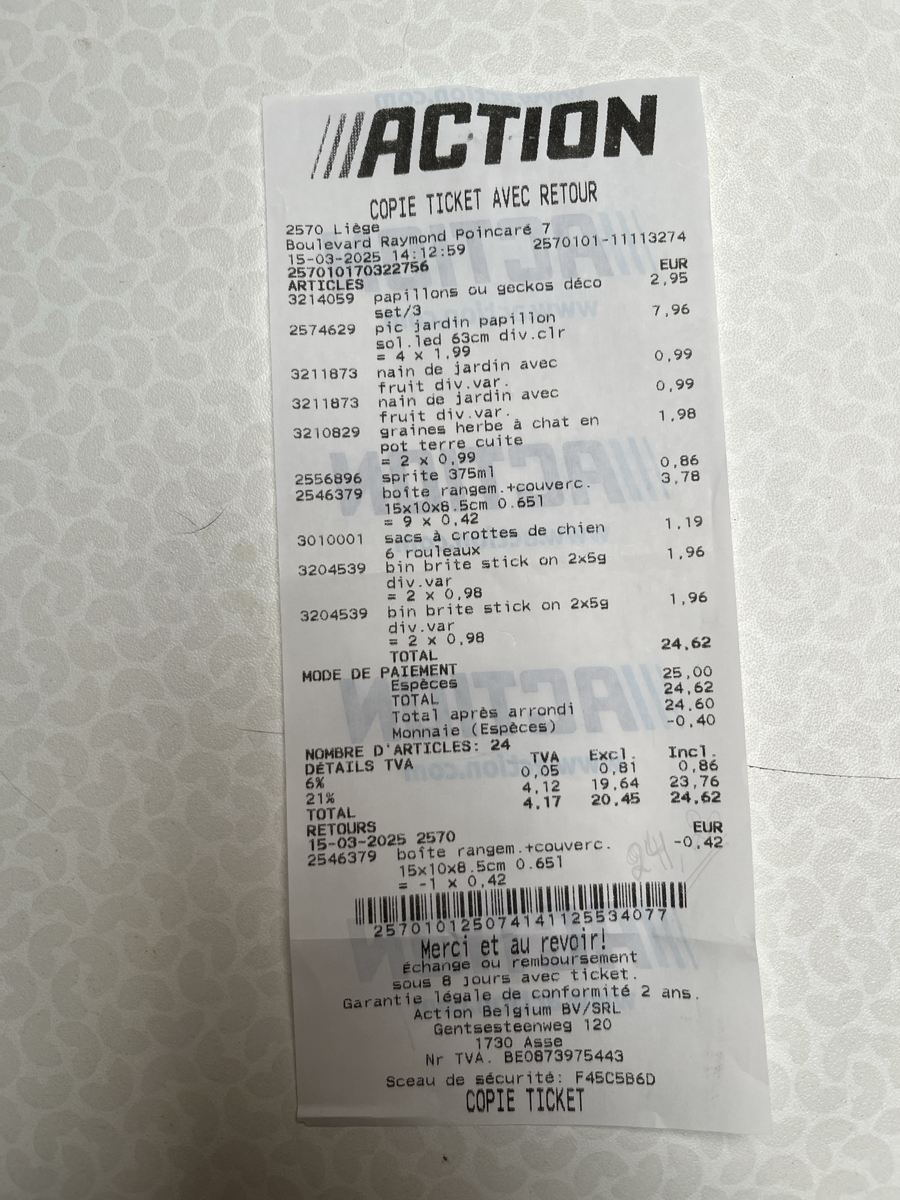 ACTION
COPIE TICKET AVEC RETOUR
2570 Liège
Boulevard Raymond Poincaré 7
15-03-2025 14:12:59 2570101-11113274
257010170322756
ARTICLES EUR
3214059 papillons ou geckos déco 2,95
set/3
2574629 pic jardin papillon 7,96
sol.led 63cm div.clr
= 4 x 1,99
3211873 nain de jardin avec 0,99
fruit div.var.
3211873 nain de jardin avec 0,99
fruit div.var.
3210829 graines herbe à chat en 1,98
pot terre cuite
= 2 x 0,99
2556896 sprite 375ml 0,86
2546379 boîte rangem.+couverc. 3,78
15x10x8.5cm 0.65l
= 9 x 0,42
3010001 sacs à crottes de chien 1,19
6 rouleaux
3204539 bin brite stick on 2x5g 1,96
div.var
= 2 x 0,98
3204539 bin brite stick on 2x5g 1,96
div.var
= 2 x 0,98
TOTAL 24,62
MODE DE PAIEMENT
Espèces 25,00
TOTAL 24,62
Total après arrondi 24,60
Monnaie (Espèces) -0,40
NOMBRE D'ARTICLES: 24
DÉTAILS TVA TVA Excl. Incl.
6% 0,05 0,81 0,86
21% 4,12 19,64 23,76
TOTAL 4,17 20,45 24,62
RETOURS EUR
15-03-2025 2570
2546379 boîte rangem.+couverc. -0,42
15x10x8.5cm 0.65l
= -1 x 0,42
257010125074141125534077
Merci et au revoir!
échange ou remboursement
sous 8 jours avec ticket.
Garantie légale de conformité 2 ans.
Action Belgium BV/SRL
Gentsesteenweg 120
1730 Asse
Nr TVA. BE0873975443
Sceau de sécurité: F45C5B6D
COPIE TICKET